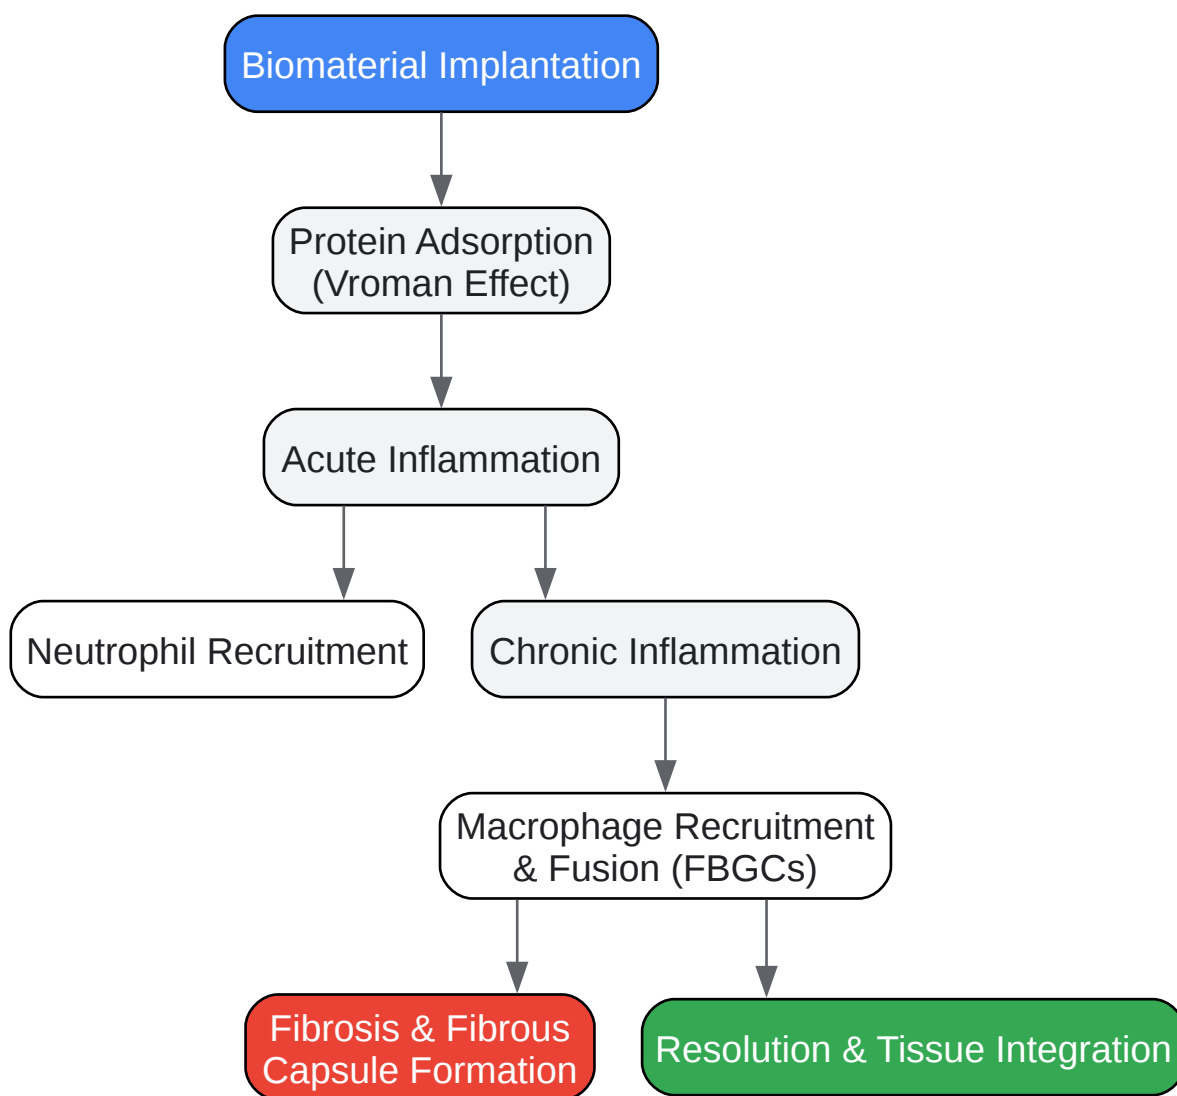 Biomaterial Implantation
Protein Adsorption
(Vroman Effect)
Acute Inflammation
Neutrophil Recruitment
Chronic Inflammation
Macrophage Recruitment
& Fusion (FBGCs)
Fibrosis & Fibrous
Capsule Formation
Resolution & Tissue Integration